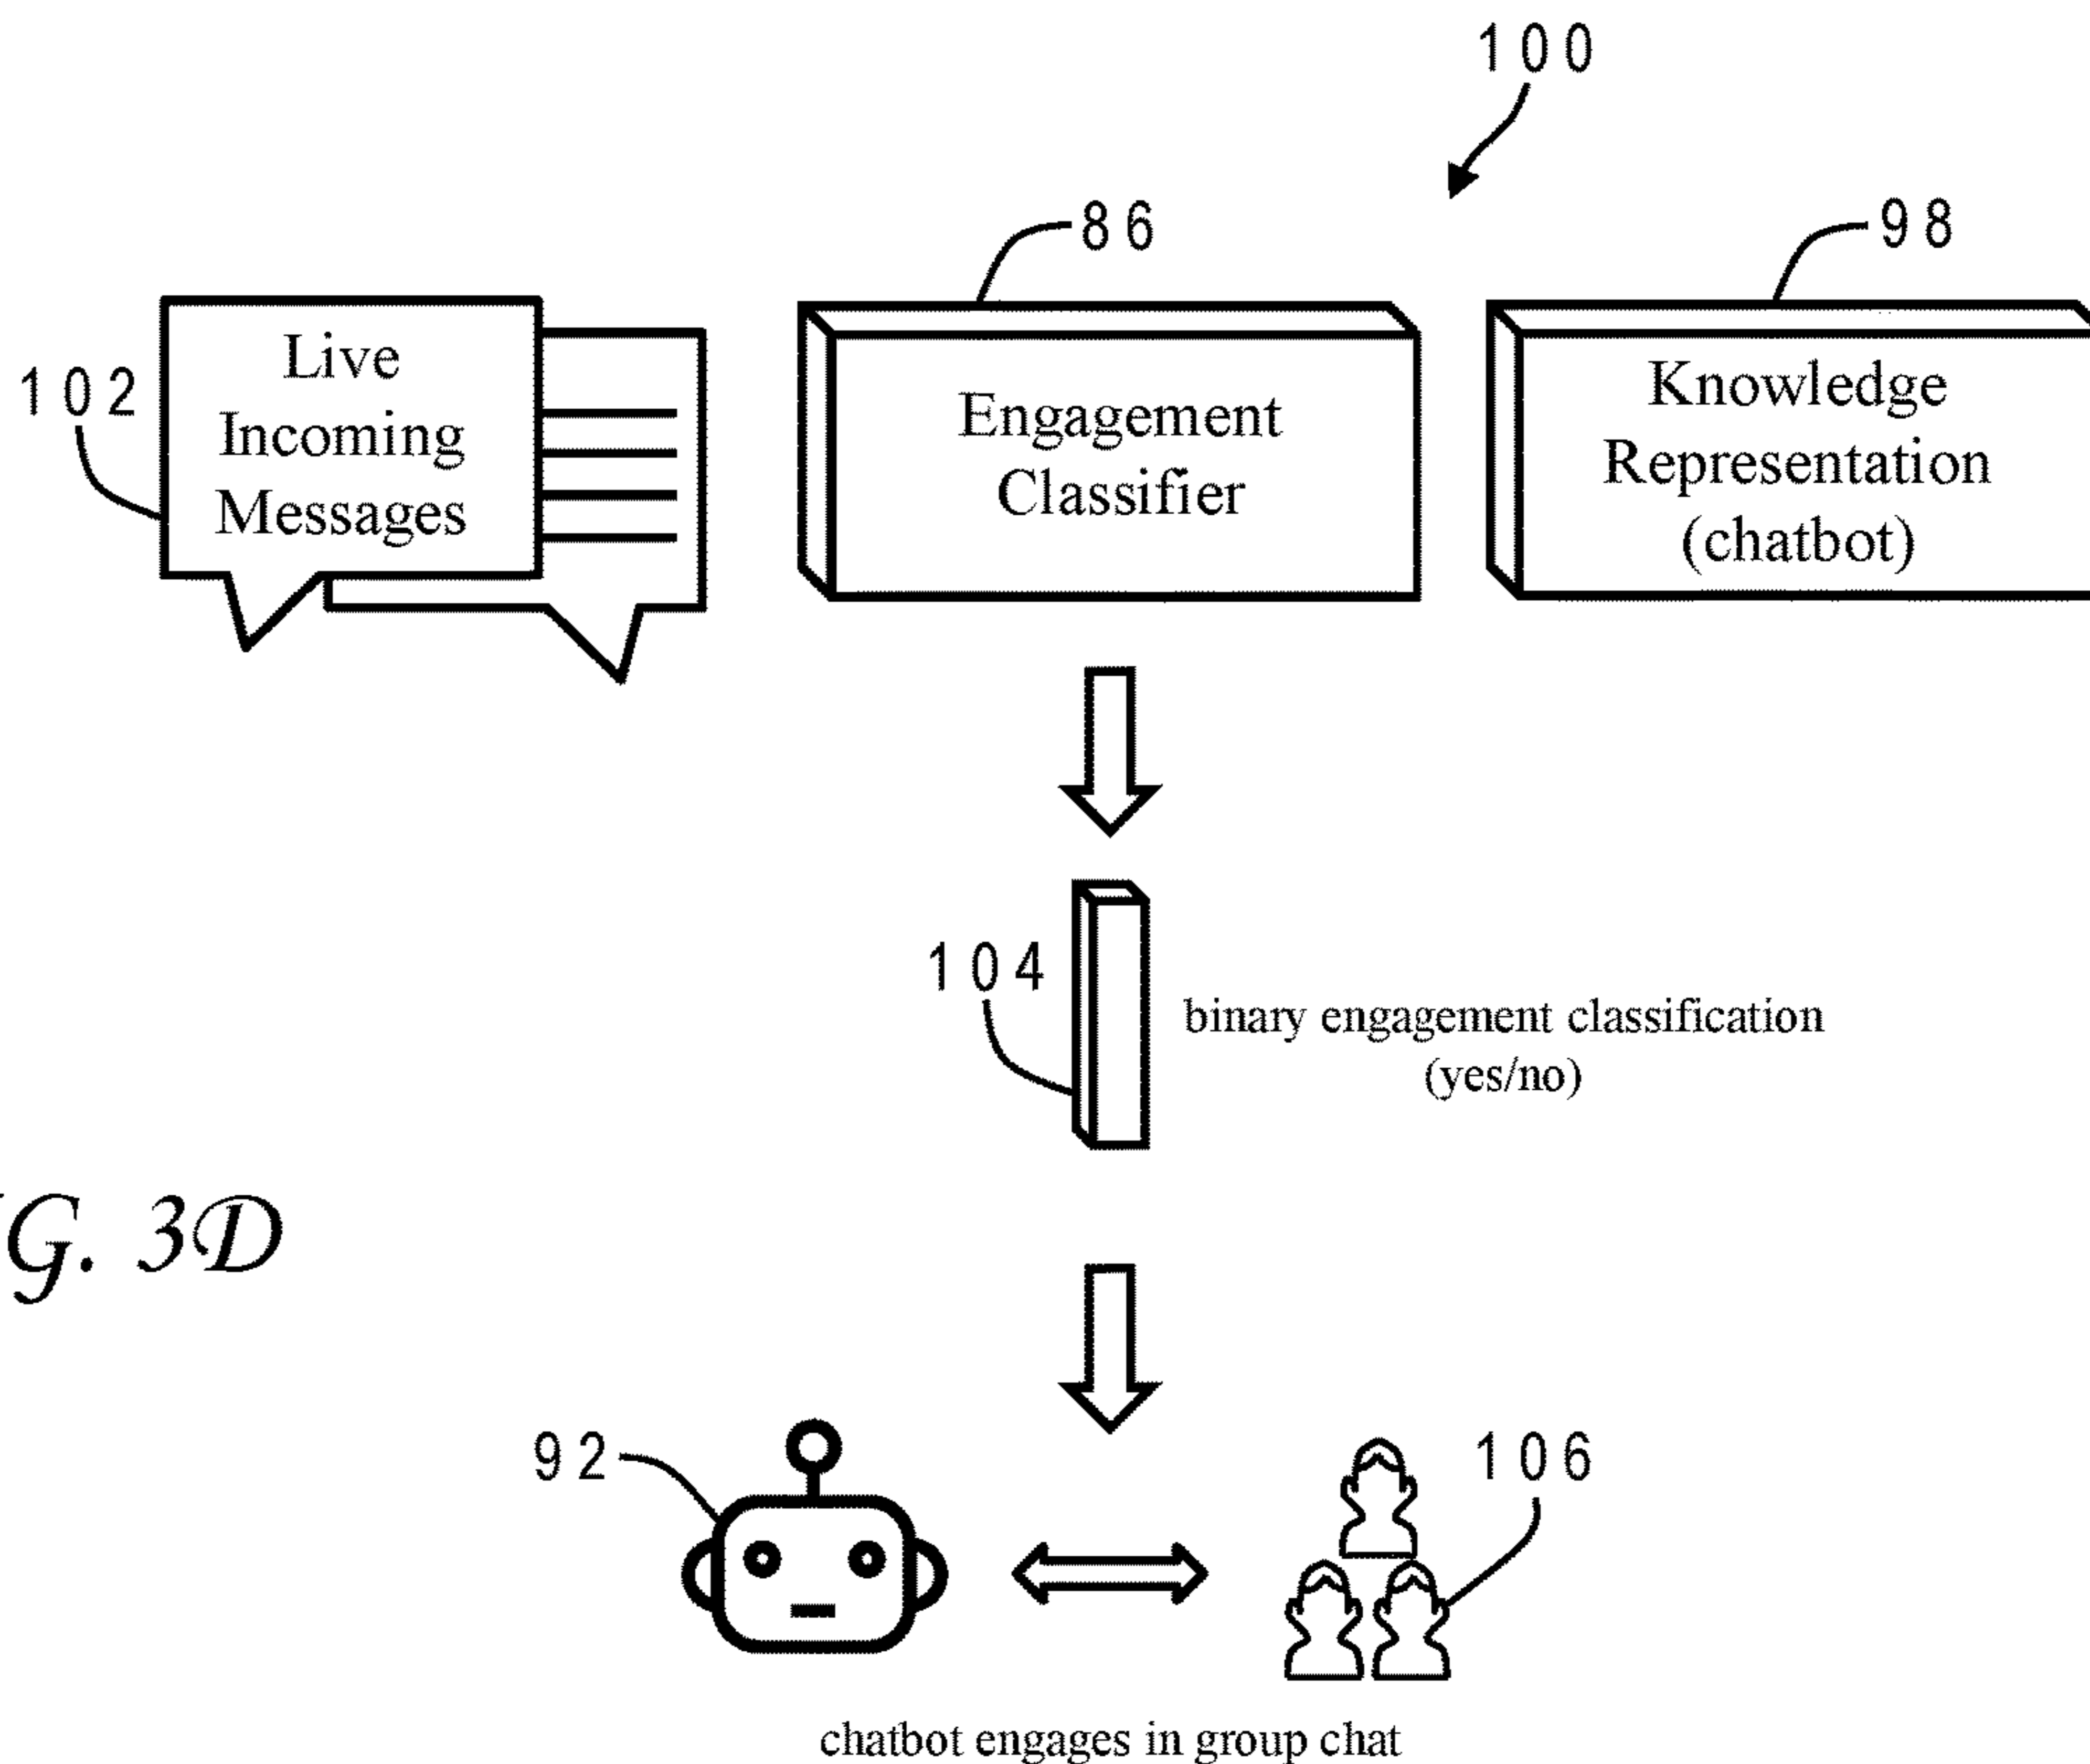 100
86
98
102
Live
Incoming
Messages
Engagement
Classifier
Knowledge
Representation
(chatbot)
104
binary engagement classification
(yes/no)
G. 3D
92
106
chatbot engages in group chat